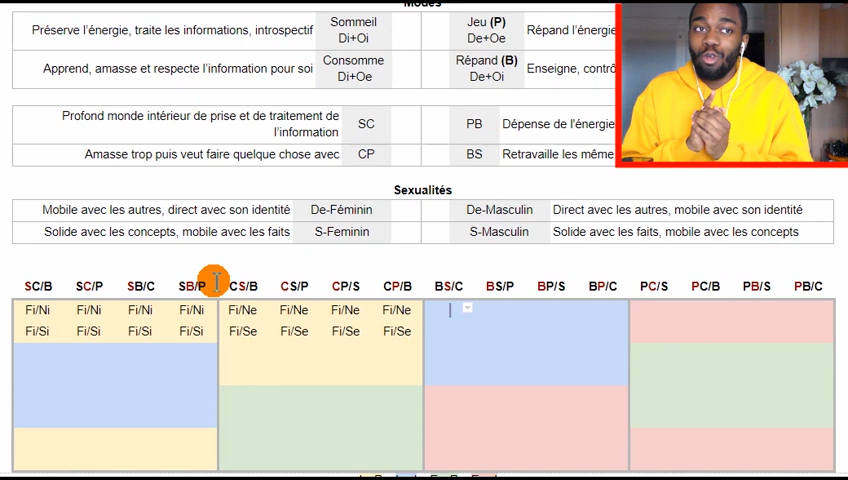 Modes
Préserve l'énergie, traite les informations, introspectif
Sommeil
Di+Oi
Jeu (P)
De+Oe
Répand l'énergie
Apprend, amasse et respecte l'information pour soi
Consomme
Di+Oe
Répand (B)
De+Oi
Enseigne, contrô
Profond monde intérieur de prise et de traitement de
l'information
SC
PB
Dépense de l'énergie
Amasse trop puis veut faire quelque chose avec
CP
BS
Retravaille les même
Sexualités
Mobile avec les autres, direct avec son identité
De-Féminin
De-Masculin
Direct avec les autres, mobile avec son identité
Solide avec les concepts, mobile avec les faits
S-Feminin
S-Masculin
Solide avec les faits, mobile avec les concepts
SC/B SC/P SB/C SB/P CS/B CS/P CP/S CP/B BS/C BS/P BP/S BP/C PC/S PC/B PB/S PB/C
Fi/Ni Fi/Ni Fi/Ni Fi/Ni Fi/Ne Fi/Ne Fi/Ne Fi/Ne
Fi/Si Fi/Si Fi/Si Fi/Si Fi/Se Fi/Se Fi/Se Fi/Se